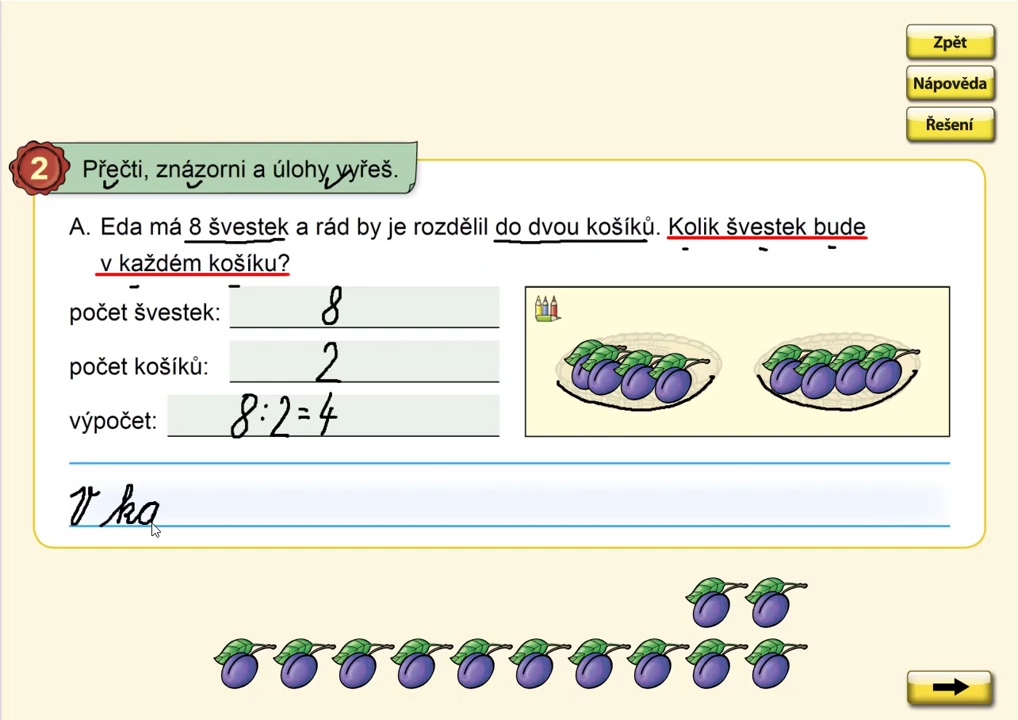 Zpět
Nápověda
Řešení
2 Přečti, znázorni a úlohy vyřeš.
A. Eda má 8 švestek a rád by je rozdělil do dvou košíků. Kolik švestek bude
v každém košíku?
počet švestek: 8
počet košíků: 2
výpočet: 8:2=4
V ka